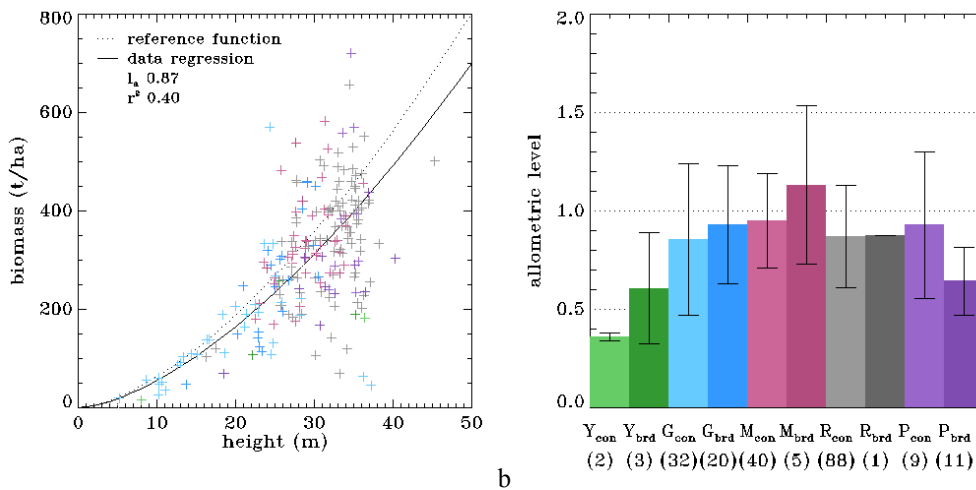 800
600
400
200
0
biomass (t/ha)
reference function
data regression
lₐ 0.87
r² 0.40
0 10 20 30 40 50
height (m)
b
2.0
1.5
1.0
0.5
0.0
allometric level
Y_con Y_brd G_con G_brd M_con M_brd R_con R_brd P_con P_brd
(2) (3) (32) (20) (40) (5) (88) (1) (9) (11)